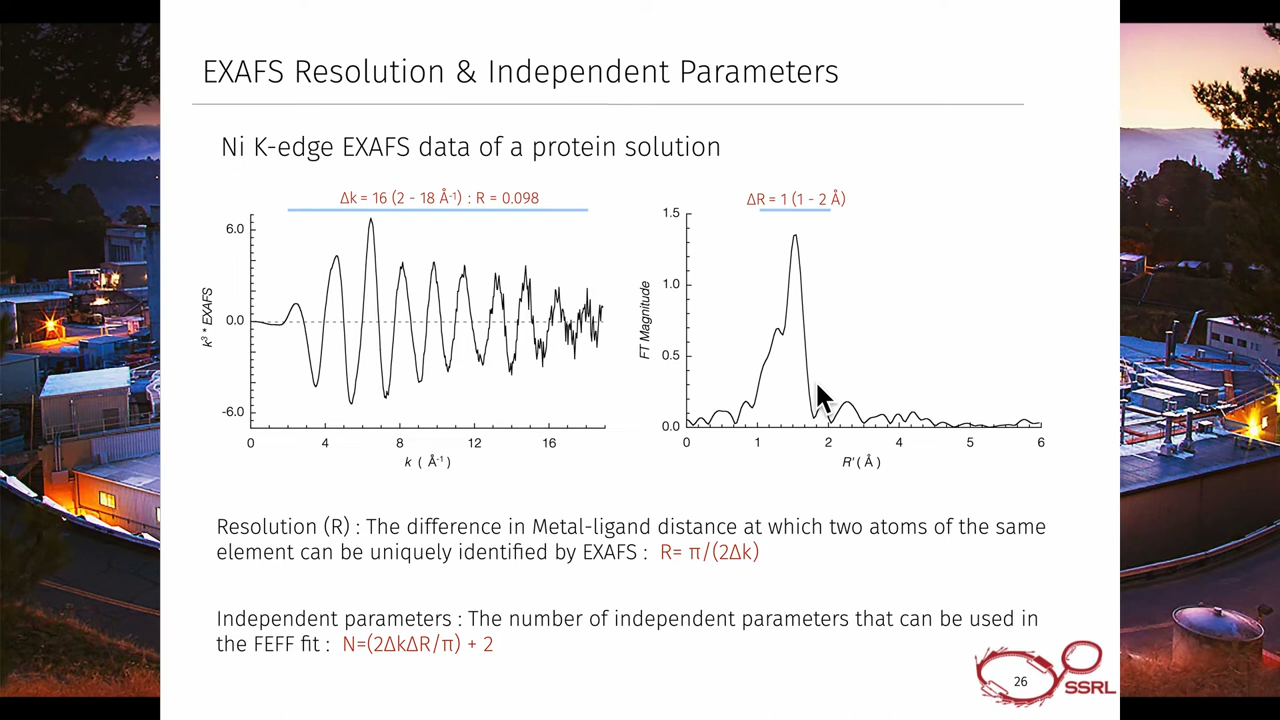 EXAFS Resolution & Independent Parameters
Ni K-edge EXAFS data of a protein solution
Δk = 16 (2 - 18 Å⁻¹) : R = 0.098
6.0
0.0
-6.0
k³ * EXAFS
0 4 8 12 16
k ( Å⁻¹ )
ΔR = 1 (1 - 2 Å)
1.5
1.0
0.5
0.0
FT Magnitude
0 1 2 3 4 5 6
R' ( Å )
Resolution (R) : The difference in Metal-ligand distance at which two atoms of the same
element can be uniquely identified by EXAFS : R= π/(2Δk)
Independent parameters : The number of independent parameters that can be used in
the FEFF fit : N=(2ΔkΔR/π) + 2
26
SSRL